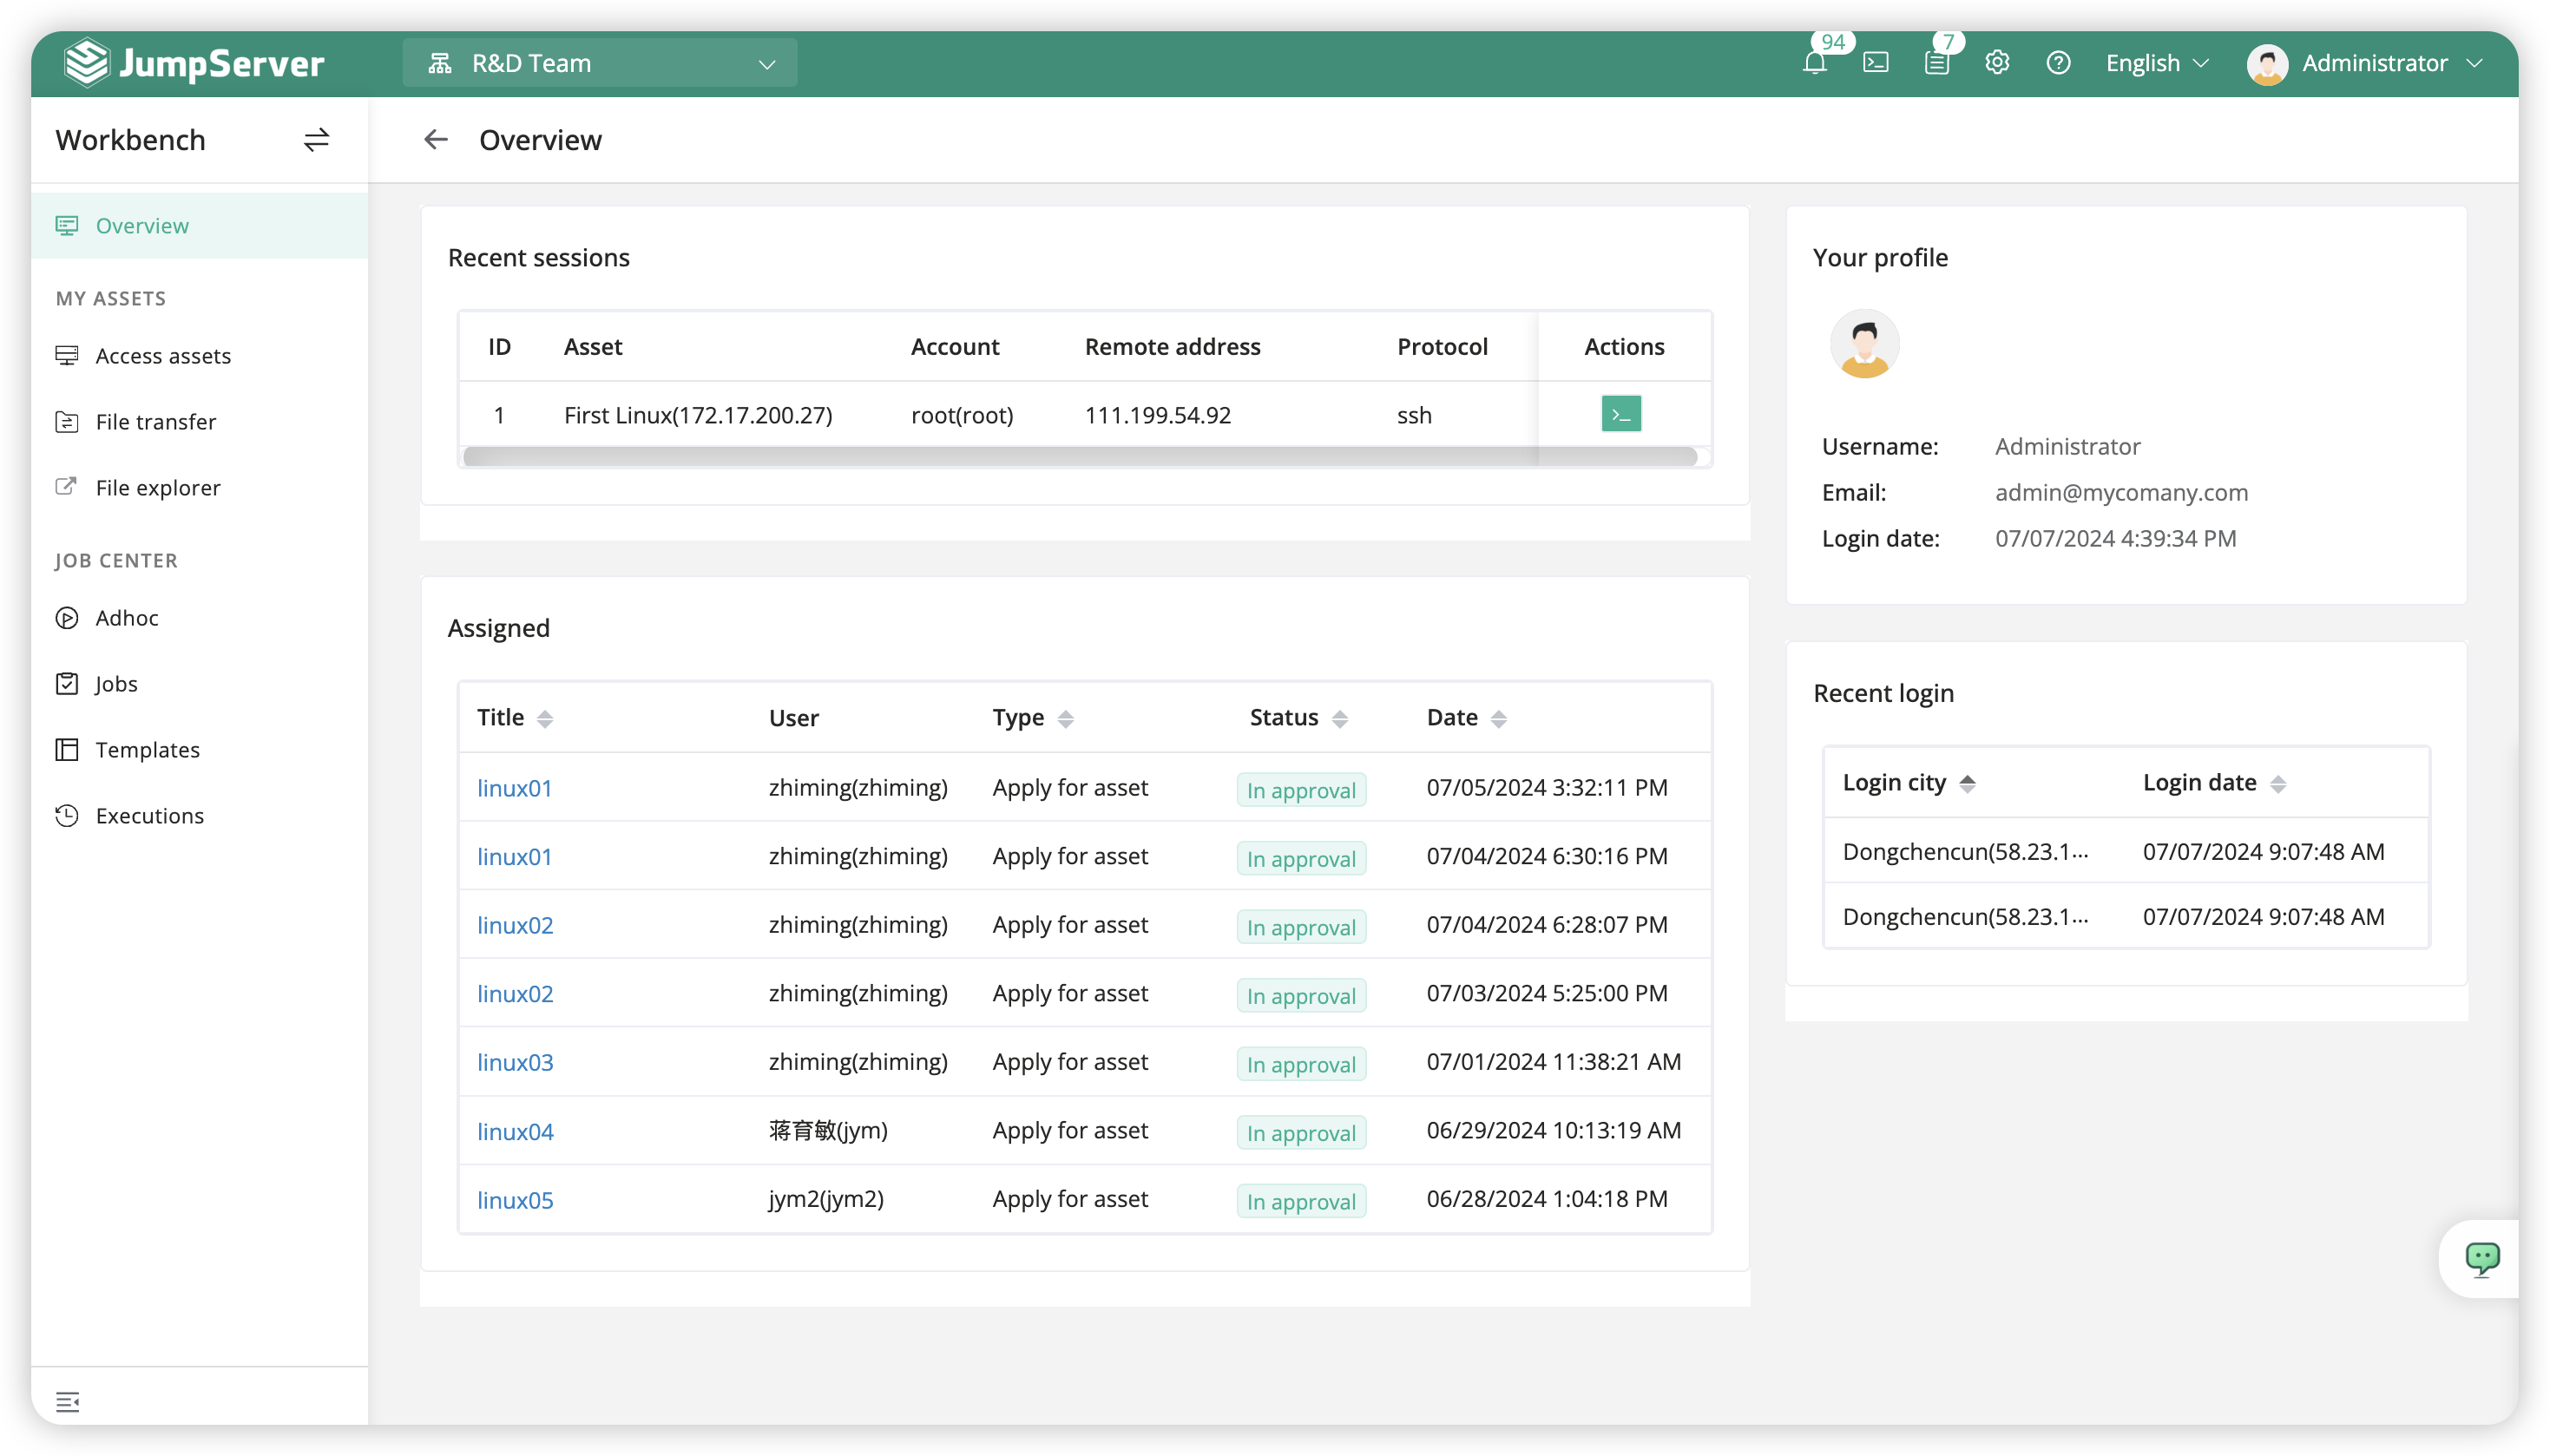 JumpServer
R&D Team
94
7
English
Administrator
Workbench
Overview
Overview
MY ASSETS
Access assets
File transfer
File explorer
JOB CENTER
Adhoc
Jobs
Templates
Executions
Recent sessions
ID Asset Account Remote address Protocol Actions
1 First Linux(172.17.200.27) root(root) 111.199.54.92 ssh
Assigned
Title User Type Status Date
linux01 zhiming(zhiming) Apply for asset In approval 07/05/2024 3:32:11 PM
linux01 zhiming(zhiming) Apply for asset In approval 07/04/2024 6:30:16 PM
linux02 zhiming(zhiming) Apply for asset In approval 07/04/2024 6:28:07 PM
linux02 zhiming(zhiming) Apply for asset In approval 07/03/2024 5:25:00 PM
linux03 zhiming(zhiming) Apply for asset In approval 07/01/2024 11:38:21 AM
linux04 蒋育敏(jym) Apply for asset In approval 06/29/2024 10:13:19 AM
linux05 jym2(jym2) Apply for asset In approval 06/28/2024 1:04:18 PM
Your profile
Username: Administrator
Email: admin@mycomany.com
Login date: 07/07/2024 4:39:34 PM
Recent login
Login city Login date
Dongchencun(58.23.1... 07/07/2024 9:07:48 AM
Dongchencun(58.23.1... 07/07/2024 9:07:48 AM